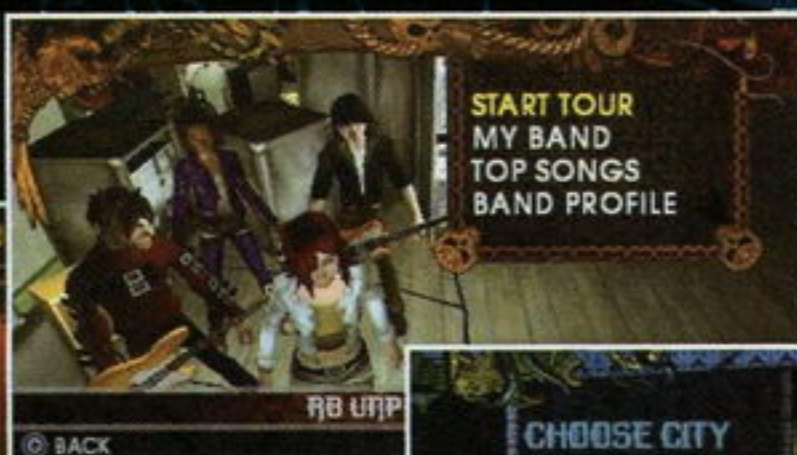 START TOUR
MY BAND
TOP SONGS
BAND PROFILE
RB UNP
BACK
CHOOSE CITY